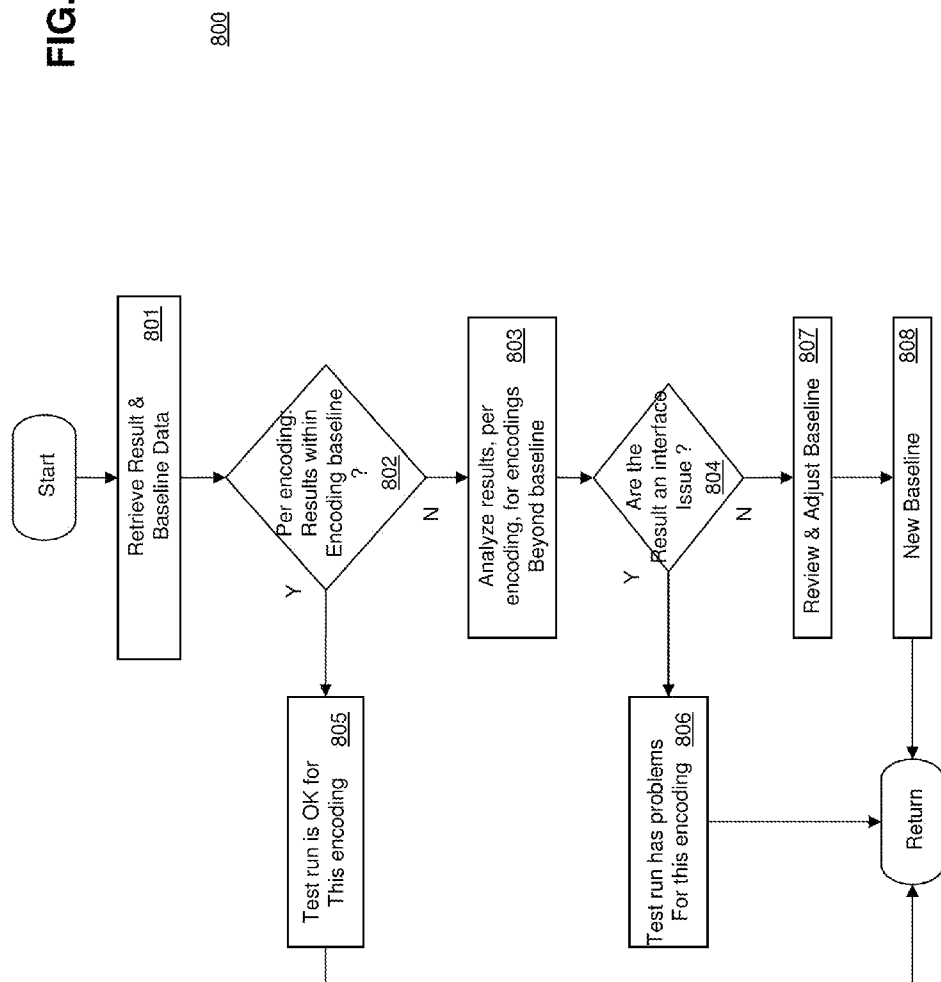 FIG.
800
Start
Retrieve Result &
Baseline Data
801
Per encoding:
Results within
Encoding baseline
?
802
Y
N
Test run is OK for
This encoding
805
Analyze results, per
encoding, for encodings
Beyond baseline
803
Are the
Result an interface
Issue ?
804
Y
N
Test run has problems
For this encoding
806
Review & Adjust Baseline
807
New Baseline
808
Return